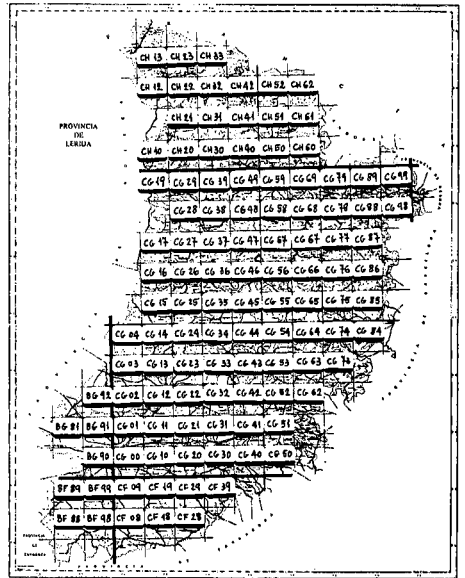 CH 13 CH 23 CH 33
CH 12 CH 22 CH 32 CH 42 CH 52 CH 62
CH 21 CH 31 CH 41 CH 51 CH 61
PROVINCIA
DE
LERIDA
CH 10 CH 20 CH 30 CH 40 CH 50 CH 60
CG 19 CG 29 CG 39 CG 49 CG 59 CG 69 CG 79 CG 89 CG 99
CG 28 CG 38 CG 48 CG 58 CG 68 CG 78 CG 88 CG 98
CG 17 CG 27 CG 37 CG 47 CG 57 CG 67 CG 77 CG 87
CG 16 CG 26 CG 36 CG 46 CG 56 CG 66 CG 76 CG 86
CG 15 CG 25 CG 35 CG 45 CG 55 CG 65 CG 75 CG 85
CG 04 CG 14 CG 24 CG 34 CG 44 CG 54 CG 64 CG 74 CG 84
CG 03 CG 13 CG 23 CG 33 CG 43 CG 53 CG 63 CG 73
BG 92 CG 02 CG 12 CG 22 CG 32 CG 42 CG 52 CG 62
BG 81 BG 91 CG 01 CG 11 CG 21 CG 31 CG 41 CG 51
BG 90 CG 00 CG 10 CG 20 CG 30 CG 40 CG 50
BF 89 BF 99 CF 09 CF 19 CF 29 CF 39
BF 88 BF 98 CF 08 CF 18 CF 28
PROVINCIA
DE